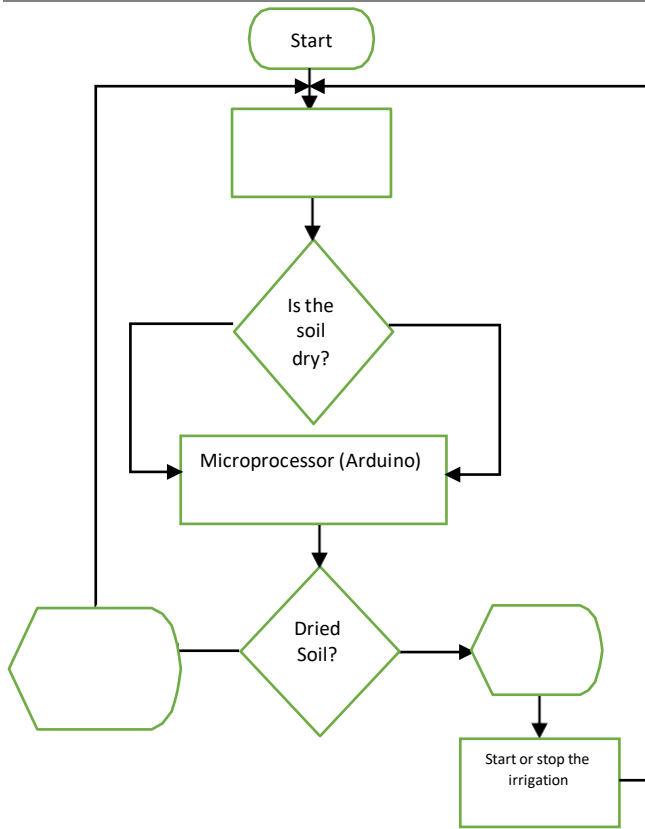 Start
Is the
soil
dry?
Microprocessor (Arduino)
Dried
Soil?
Start or stop the
irrigation